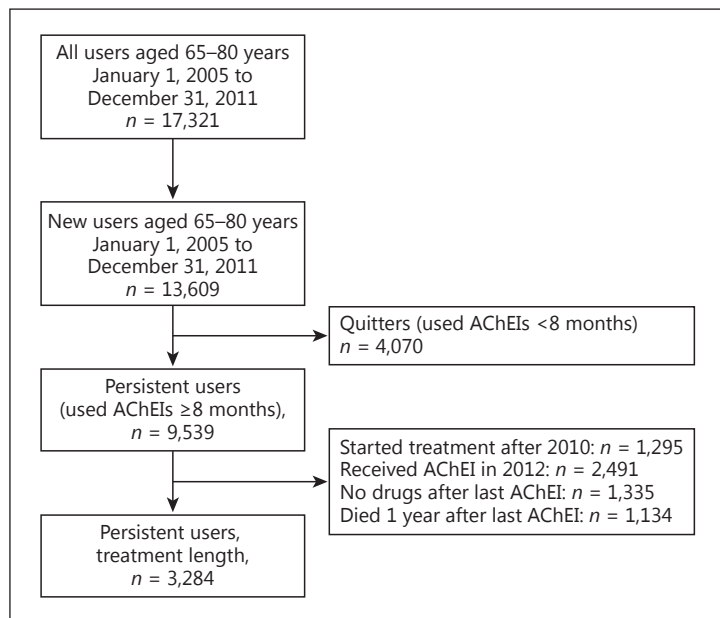 All users aged 65–80 years
January 1, 2005 to
December 31, 2011
n = 17,321
New users aged 65–80 years
January 1, 2005 to
December 31, 2011
n = 13,609
Quitters (used AChEIs <8 months)
n = 4,070
Persistent users
(used AChEIs ≥8 months),
n = 9,539
Started treatment after 2010: n = 1,295
Received AChEI in 2012: n = 2,491
No drugs after last AChEI: n = 1,335
Died 1 year after last AChEI: n = 1,134
Persistent users,
treatment length,
n = 3,284